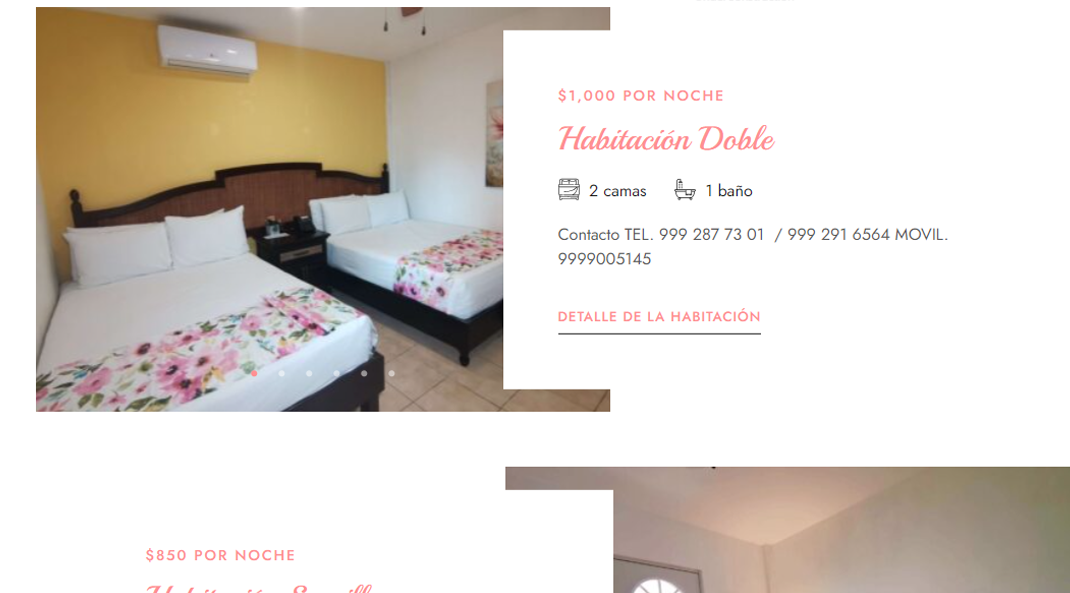 $1,000 POR NOCHE
Habitación Doble
2 camas 1 baño
Contacto TEL. 999 287 73 01 / 999 291 6564 MOVIL.
9999005145
DETALLE DE LA HABITACIÓN
$850 POR NOCHE